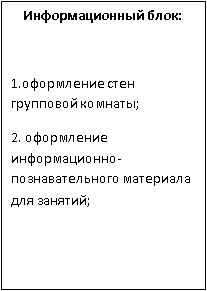 Информационный блок:
1.оформление стен
групповой комнаты;
2. оформление
информационно-
познавательного материала
для занятий;